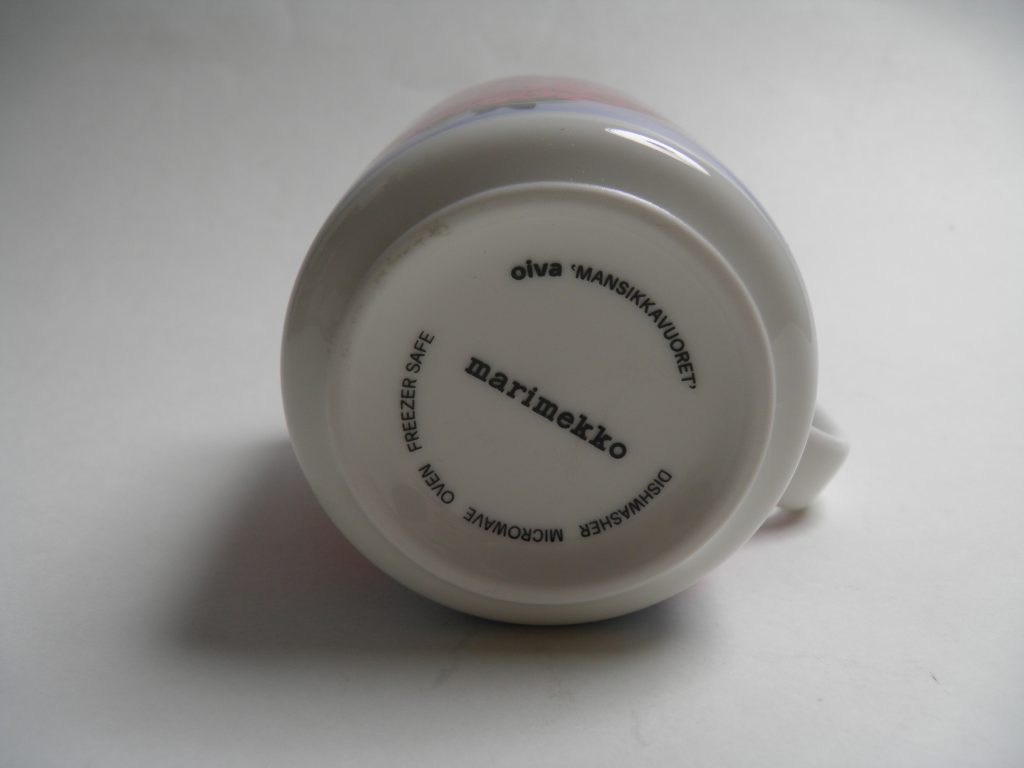 oiva 'MANSIKKAVUORET'
marimekko
DISHWASHER MICROWAVE OVEN FREEZER SAFE